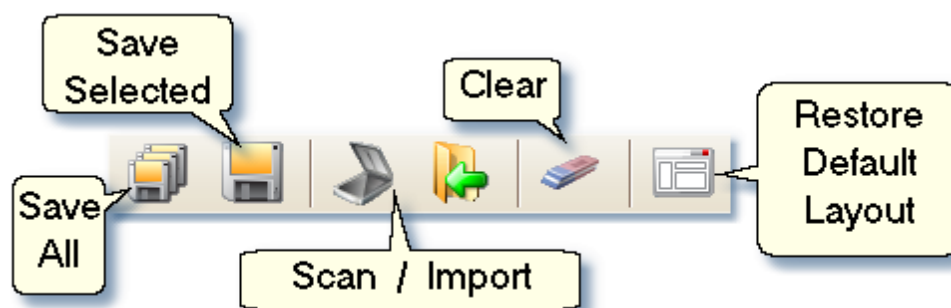 Save
Selected
Clear
Restore
Default
Layout
Save
All
Scan / Import